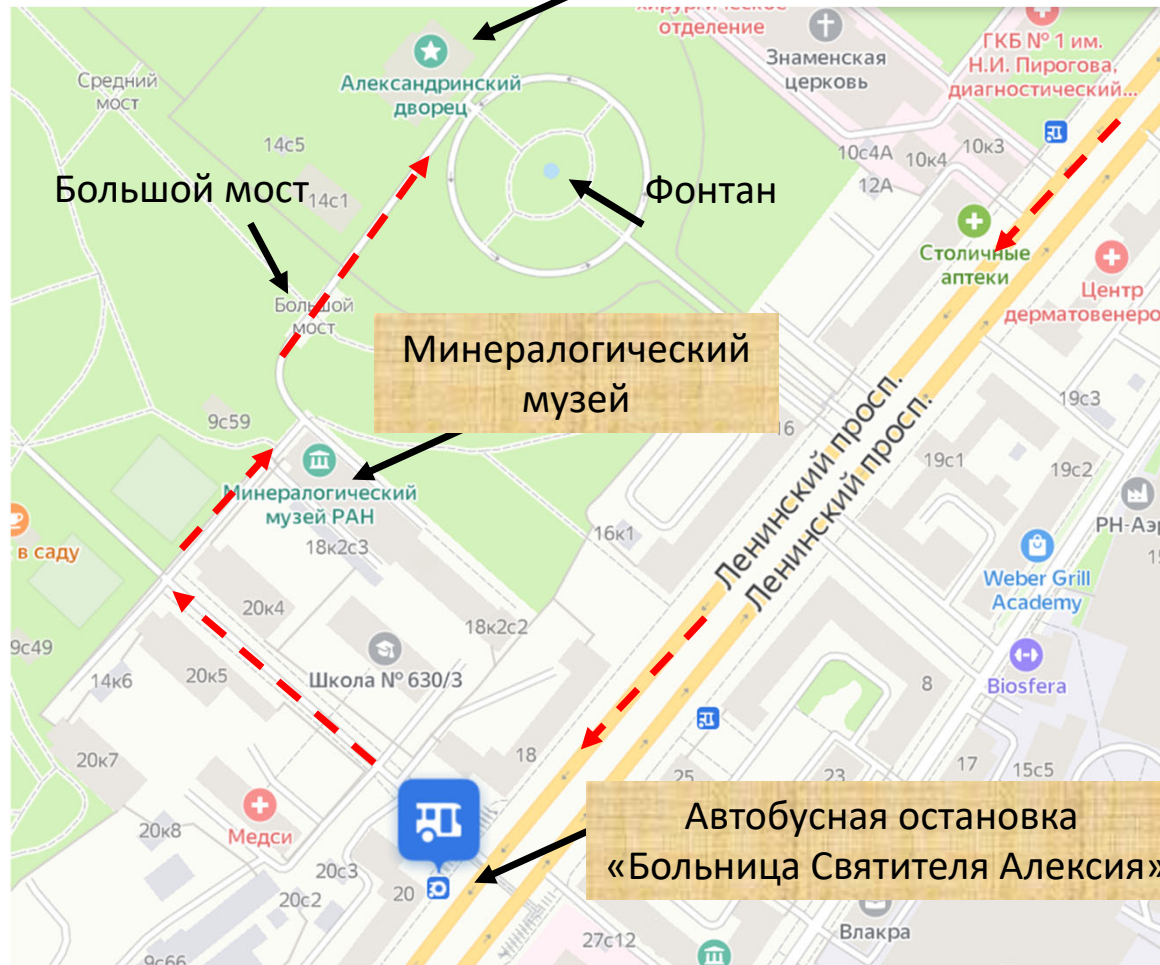 хирургическое
отделение
Знаменская
церковь
ГКБ № 1 им.
Н.И. Пирогова,
диагностический...
Средний
мост
Александринский
дворец
14с5
10с4А
10к4
10к3
12А
Большой мост
14с1
Фонтан
Столичные
аптеки
Центр
дерматовенеро
Большой
мост
Минералогический
музей
16
19с3
9с59
19с1
19с2
Ленинский просп.
Ленинский просп.
Минералогический
музей РАН
18к2с3
16к1
РН-Аэр
15
в саду
Weber Grill
Academy
20к4
18к2с2
9с49
14к6
20к5
Школа № 630/3
8
Biosfera
20к7
18
25
23
17
15с5
Медси
20к8
Автобусная остановка
«Больница Святителя Алексия»
20с3
20
20с2
27с12
Влакра
9с66